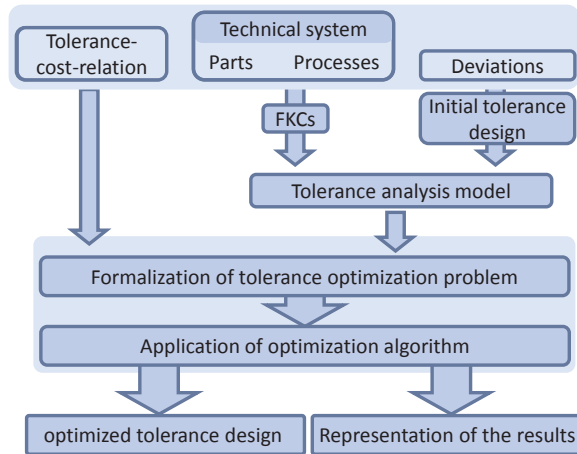 Tolerance-
cost-relation
Technical system
Parts Processes
Deviations
FKCs
Initial tolerance
design
Tolerance analysis model
Formalization of tolerance optimization problem
Application of optimization algorithm
optimized tolerance design
Representation of the results